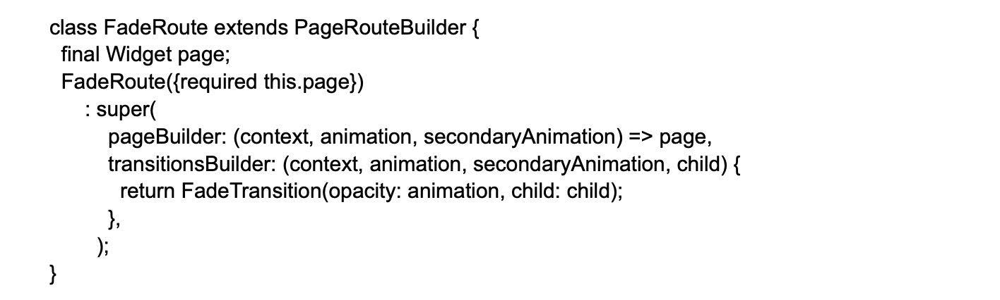 class FadeRoute extends PageRouteBuilder {
final Widget page;
FadeRoute({required this.page})
: super(
pageBuilder: (context, animation, secondaryAnimation) => page,
transitionsBuilder: (context, animation, secondaryAnimation, child) {
return FadeTransition(opacity: animation, child: child);
},
);
}